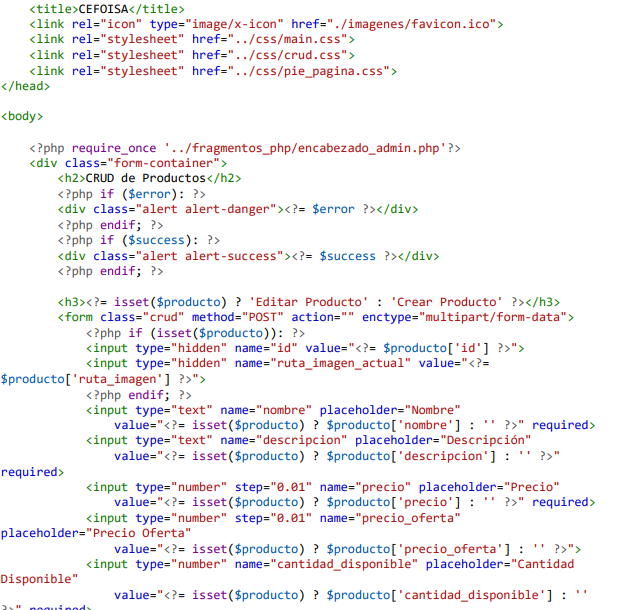 <title>CEFOISA</title>
<link rel="icon" type="image/x-icon" href="./imagenes/favicon.ico">
<link rel="stylesheet" href="../css/main.css">
<link rel="stylesheet" href="../css/crud.css">
<link rel="stylesheet" href="../css/pie_pagina.css">
</head>
<body>
<?php require_once '../fragmentos_php/encabezado_admin.php'?>
<div class="form-container">
<h2>CRUD de Productos</h2>
<?php if ($error): ?>
<div class="alert alert-danger"><?= $error ?></div>
<?php endif; ?>
<?php if ($success): ?>
<div class="alert alert-success"><?= $success ?></div>
<?php endif; ?>
<h3><?= isset($producto) ? 'Editar Producto' : 'Crear Producto' ?></h3>
<form class="crud" method="POST" action="" enctype="multipart/form-data">
<?php if (isset($producto)): ?>
<input type="hidden" name="id" value="<?= $producto['id'] ?>">
<input type="hidden" name="ruta_imagen_actual" value="<?=
$producto['ruta_imagen'] ?>">
<?php endif; ?>
<input type="text" name="nombre" placeholder="Nombre"
value="<?= isset($producto) ? $producto['nombre'] : '' ?>" required>
<input type="text" name="descripcion" placeholder="Descripción"
value="<?= isset($producto) ? $producto['descripcion'] : '' ?>"
required>
<input type="number" step="0.01" name="precio" placeholder="Precio"
value="<?= isset($producto) ? $producto['precio'] : '' ?>" required>
<input type="number" step="0.01" name="precio_oferta"
placeholder="Precio Oferta"
value="<?= isset($producto) ? $producto['precio_oferta'] : '' ?>">
<input type="number" name="cantidad_disponible" placeholder="Cantidad
Disponible"
value="<?= isset($producto) ? $producto['cantidad_disponible'] : ''
?>" required>